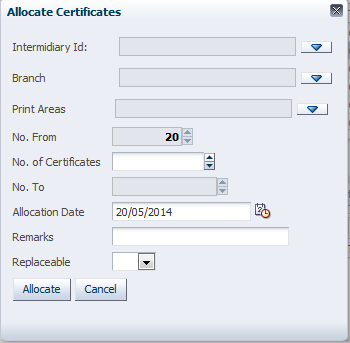 Allocate Certificates
Intermidiary Id:
Branch
Print Areas
No. From 20
No. of Certificates
No. To
Allocation Date 20/05/2014
Remarks
Replaceable
Allocate Cancel